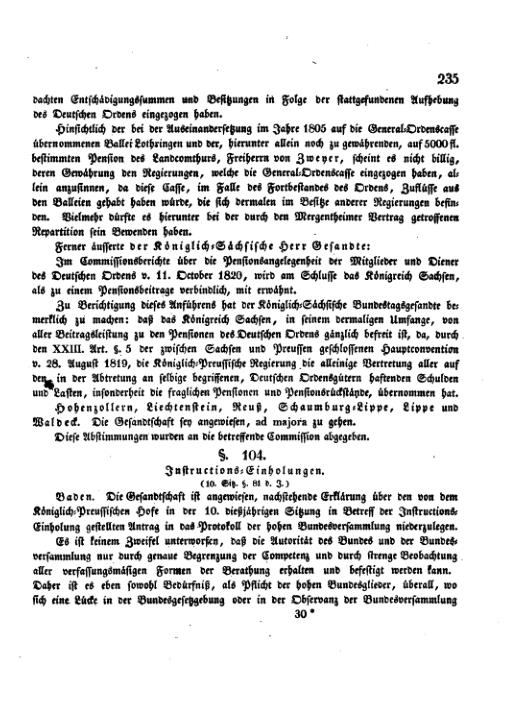 235
dachten Entschädigungssummen und Besitzungen in Folge der stattgefundenen Aufhebung
des Deutschen Ordens eingezogen haben.
Hinsichtlich der bei der Auseinandersetzung im Jahre 1805 auf die General-Ordenscasse
übernommenen Ballei Lothringen und der, hierunter allein noch zu gewährenden, auf 5000 fl.
bestimmten Pension des Landcomthurs, Freiherrn von Zweyer, scheint es nicht billig,
deren Gewährung den Regierungen, welche die General-Ordenscasse eingezogen haben, al-
lein anzusinnen, da diese Casse, im Falle des Fortbestandes des Ordens, Zuflüsse aus
den Balleien gehabt haben würde, die sich dermalen im Besitze anderer Regierungen befin-
den. Vielmehr dürfte es hierunter bei der durch den Mergentheimer Vertrag getroffenen
Repartition sein Bewenden haben.
Ferner äusserte der Königlich-Sächsische Herr Gesandte:
Im Commissionsberichte über die Pensionsangelegenheit der Mitglieder und Diener
des Deutschen Ordens v. 11. October 1820, wird am Schlusse das Königreich Sachsen,
als zu einem Pensionsbeitrage verbindlich, mit erwähnt.
Zu Berichtigung dieses Anführens hat der Königlich-Sächsische Bundestagsgesandte be-
merklich zu machen: daß das Königreich Sachsen, in seinem dermaligen Umfange, von
aller Beitragsleistung zu den Pensionen des Deutschen Ordens gänzlich befreit ist, da, durch
den XXIII. Art. §. 5 der zwischen Sachsen und Preussen geschlossenen Hauptconvention
v. 28. August 1819, die Königlich-Preussische Regierung die alleinige Vertretung aller auf
den, in der Abtretung an selbige begriffenen, Deutschen Ordensgütern haftenden Schulden
und Lasten, insonderheit die fraglichen Pensionen und Pensionsrückstände, übernommen hat.
Hohenzollern, Liechtenstein, Reuß, Schaumburg-Lippe, Lippe und
Waldeck. Die Gesandtschaft sey angewiesen, ad majora zu gehen.
Diese Abstimmungen wurden an die betreffende Commission abgegeben.
§. 104.
Instructions-Einholungen.
(10. Sitz. §. 81 d. J.)
Baden. Die Gesandtschaft ist angewiesen, nachstehende Erklärung über den von dem
Königlich-Preussischen Hofe in der 10. dießjährigen Sitzung in Betreff der Instructions-
Einholung gestellten Antrag in das Protokoll der hohen Bundesversammlung niederzulegen.
Es ist keinem Zweifel unterworfen, daß die Autorität des Bundes und der Bundes-
versammlung nur durch genaue Begrenzung der Competenz und durch strenge Beobachtung
aller verfassungsmäsigen Formen der Berathung erhalten und befestigt werden kann.
Daher ist es eben sowohl Bedürfniß, als Pflicht der hohen Bundesglieder, überall, wo
sich eine Lücke in der Bundesgesetzgebung oder in der Observanz der Bundesversammlung
30*